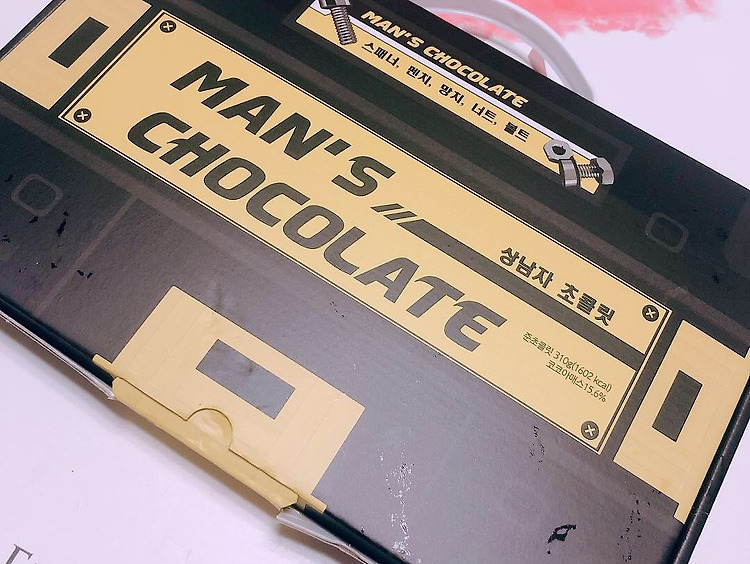 MAN'S CHOCOLATE
스패너, 펜치, 망치, 너트, 볼트
MAN'S
CHOCOLATE
상남자 초콜릿
준초콜릿 310g(1602 kcal)
코코아매스15.6%